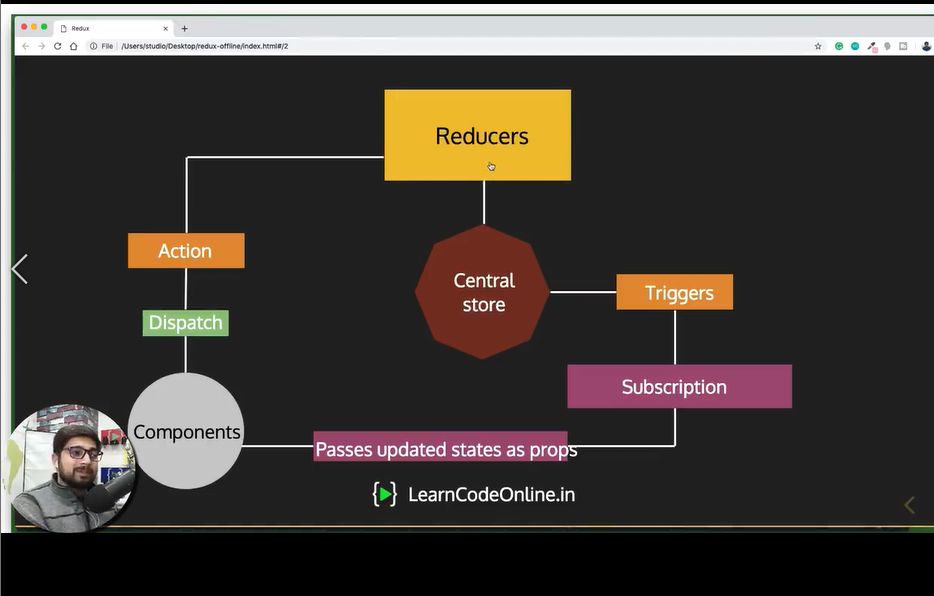 Redux
File
/Users/studio/Desktop/redux-offline/index.html#/2
Reducers
Action
Central
store
Triggers
Dispatch
Subscription
Components
Passes updated states as props
LearnCodeOnline.in